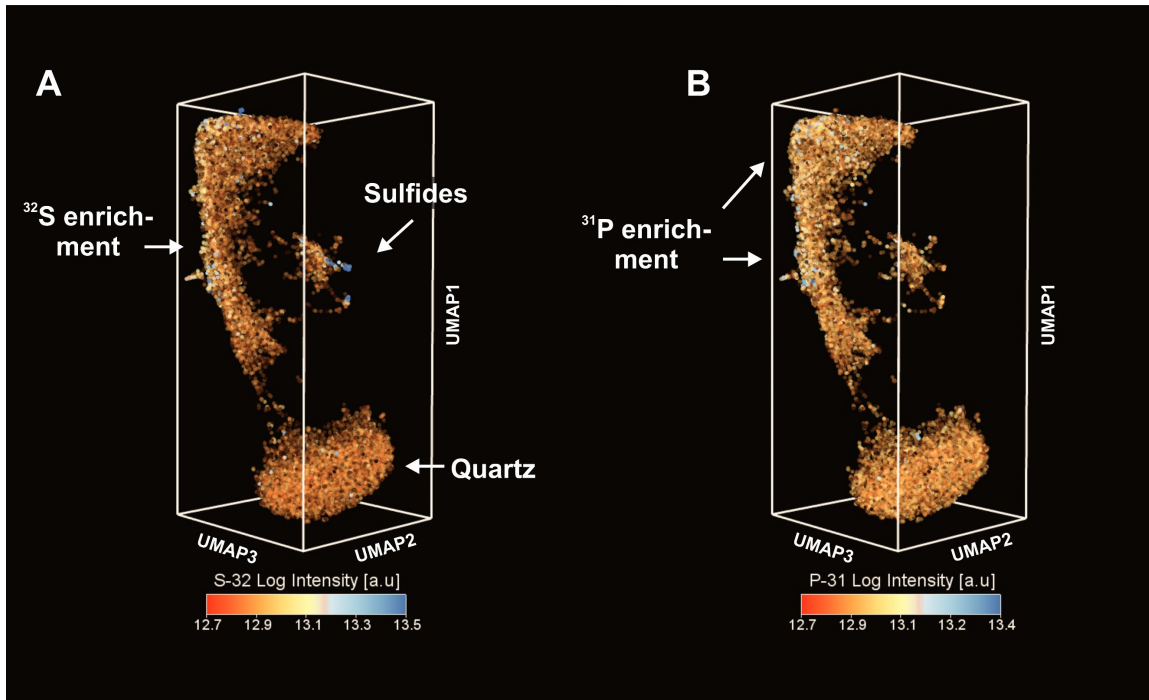 A
B
³²S enrich-
ment
Sulfides
Quartz
UMAP1
UMAP3
UMAP2
S-32 Log Intensity [a.u]
12.7 12.9 13.1 13.3 13.5
³¹P enrich-
ment
UMAP1
UMAP3
UMAP2
P-31 Log Intensity [a.u]
12.7 12.9 13.1 13.2 13.4